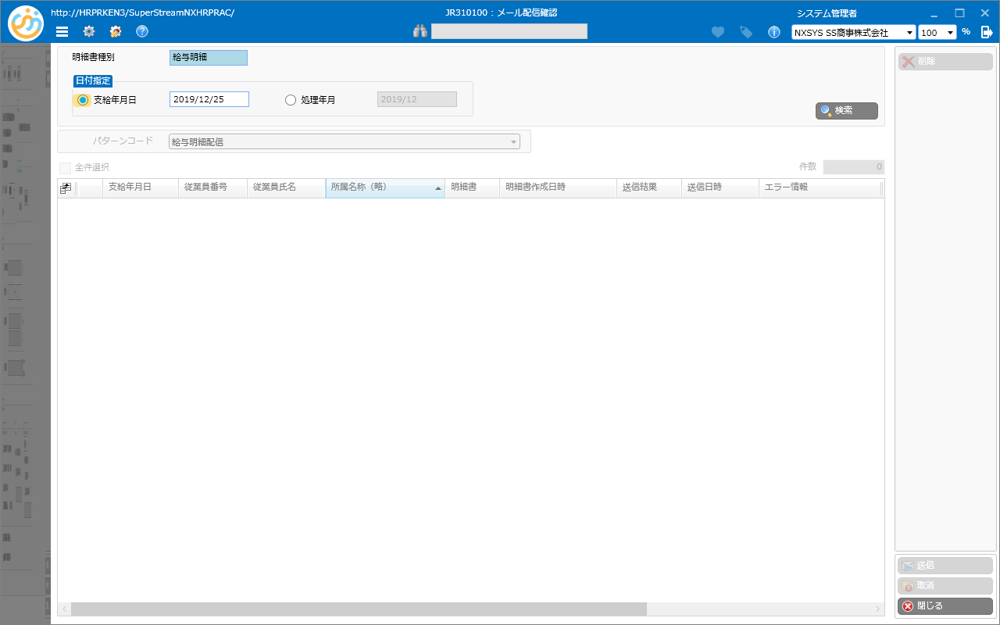 http://HRPRKEN3/SuperStreamNXHRPRAC/
JR310100：メール配信確認
システム管理者
NXSYS SS商事株式会社
100
%
明細書種別
給与明細
日付指定
支給年月日
2019/12/25
処理年月
2019/12
検索
パターンコード
給与明細配信
全件選択
件数
0
支給年月日
従業員番号
従業員氏名
所属名称（略）
明細書
明細書作成日時
送信結果
送信日時
エラー情報
削除
送信
取消
閉じる